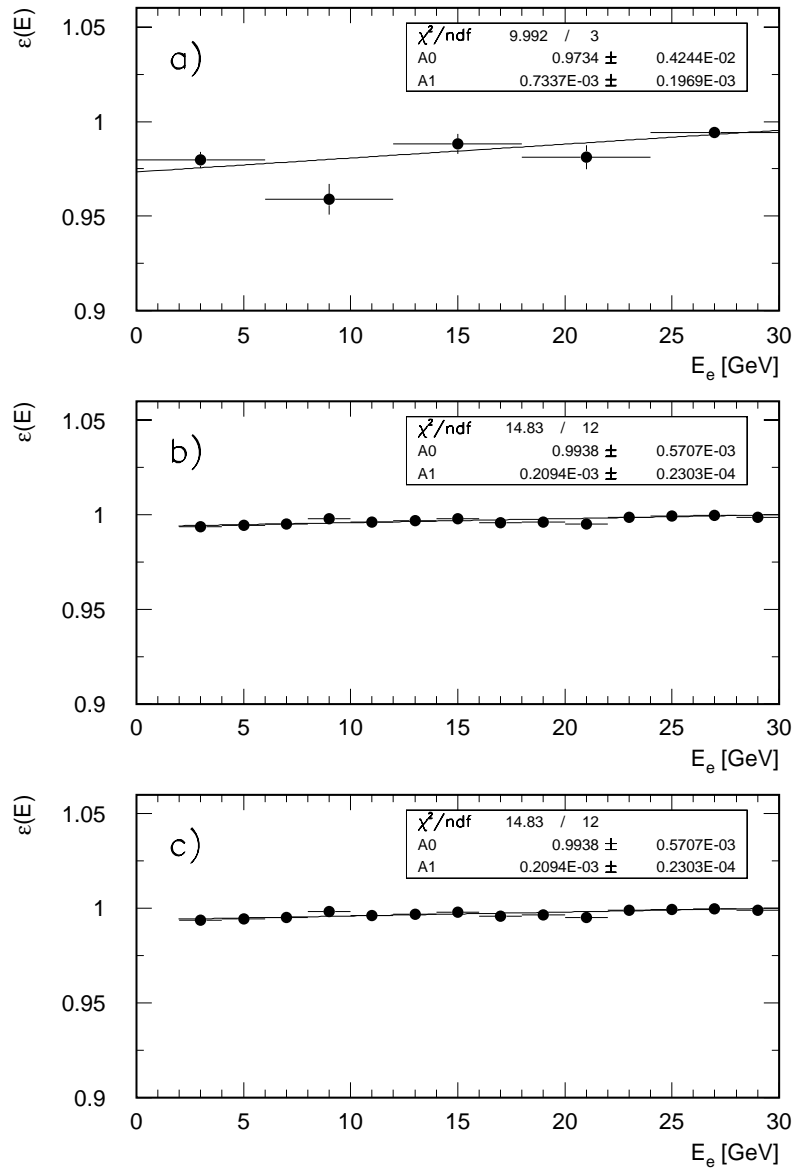 ε(E)
1.05
1
0.95
0.9
a)
χ²/ndf 9.992 / 3
A0 0.9734 ± 0.4244E-02
A1 0.7337E-03 ± 0.1969E-03
0 5 10 15 20 25 30
E_e [GeV]
ε(E)
1.05
1
0.95
0.9
b)
χ²/ndf 14.83 / 12
A0 0.9938 ± 0.5707E-03
A1 0.2094E-03 ± 0.2303E-04
0 5 10 15 20 25 30
E_e [GeV]
ε(E)
1.05
1
0.95
0.9
c)
χ²/ndf 14.83 / 12
A0 0.9938 ± 0.5707E-03
A1 0.2094E-03 ± 0.2303E-04
0 5 10 15 20 25 30
E_e [GeV]